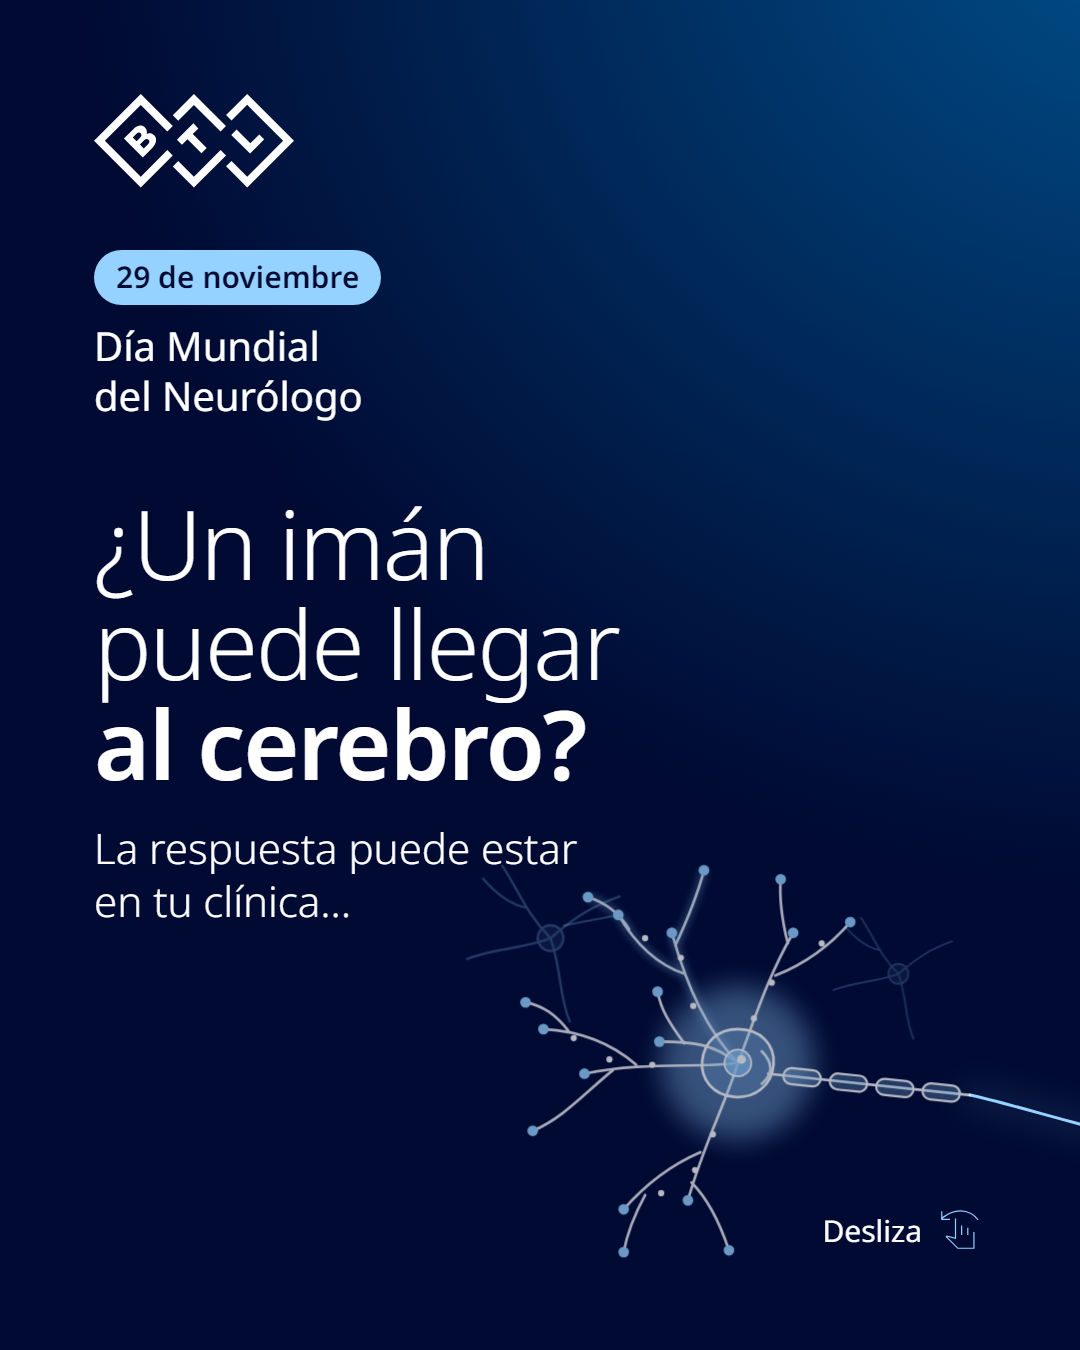 BTL
29 de noviembre
Día Mundial
del Neurólogo
¿Un imán
puede llegar
al cerebro?
La respuesta puede estar
en tu clínica...
Desliza